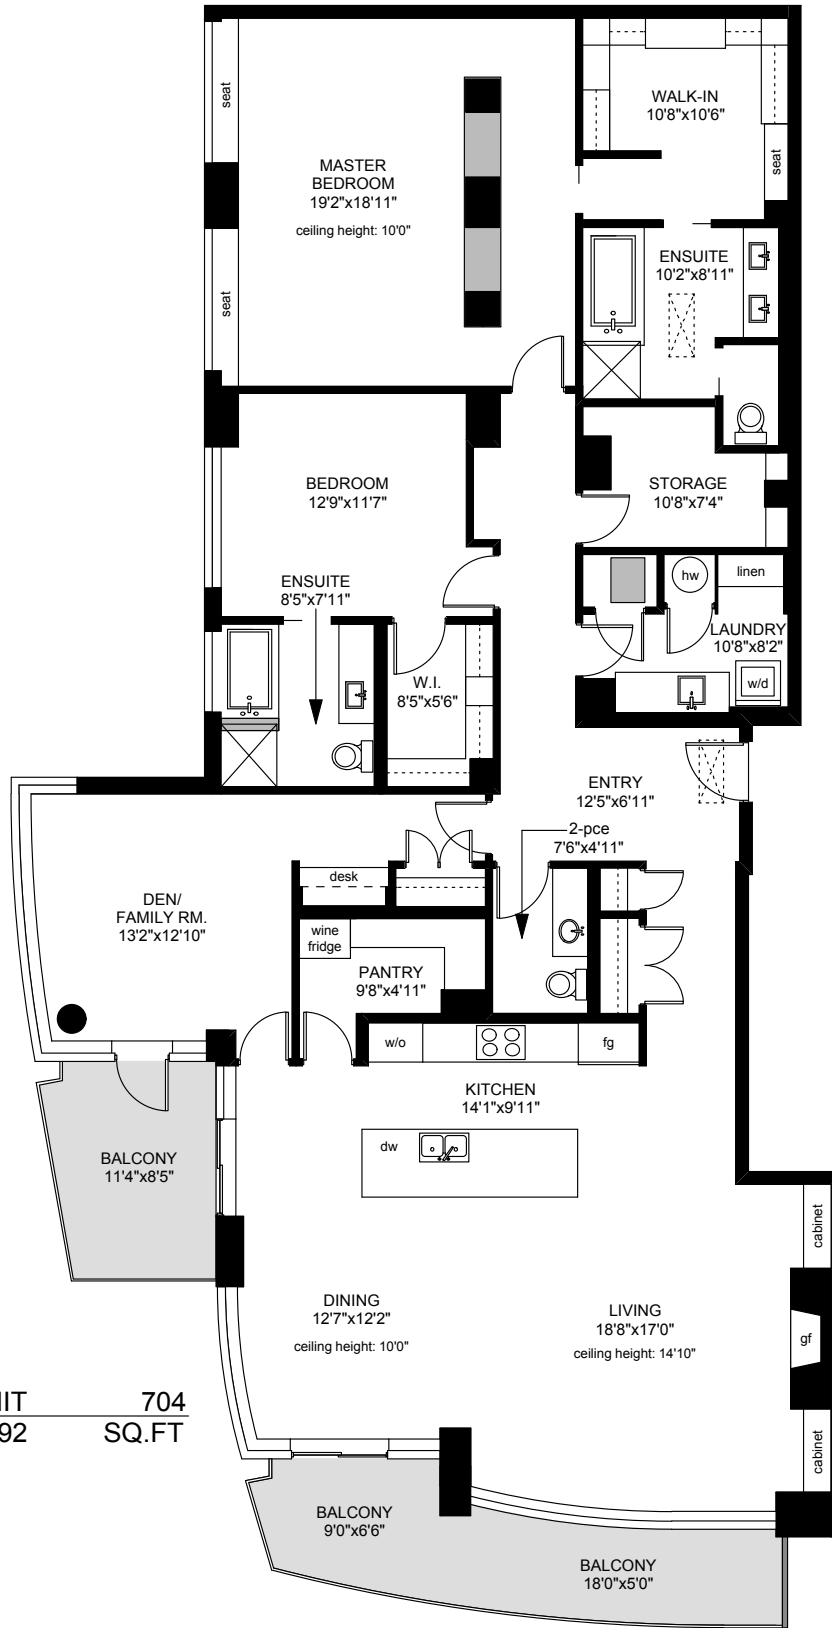 seat
WALK-IN
10'8"x10'6"
seat
MASTER
BEDROOM
19'2"x18'11"
ceiling height: 10'0"
seat
ENSUITE
10'2"x8'11"
BEDROOM
12'9"x11'7"
STORAGE
10'8"x7'4"
ENSUITE
8'5"x7'11"
hw
linen
LAUNDRY
10'8"x8'2"
w/d
W.I.
8'5"x5'6"
ENTRY
12'5"x6'11"
2-pce
7'6"x4'11"
desk
DEN/
FAMILY RM.
13'2"x12'10"
wine
fridge
PANTRY
9'8"x4'11"
w/o
fg
KITCHEN
14'1"x9'11"
dw
BALCONY
11'4"x8'5"
cabinet
DINING
12'7"x12'2"
ceiling height: 10'0"
LIVING
18'8"x17'0"
ceiling height: 14'10"
gf
704
92 SQ.FT
cabinet
BALCONY
9'0"x6'6"
BALCONY
18'0"x5'0"